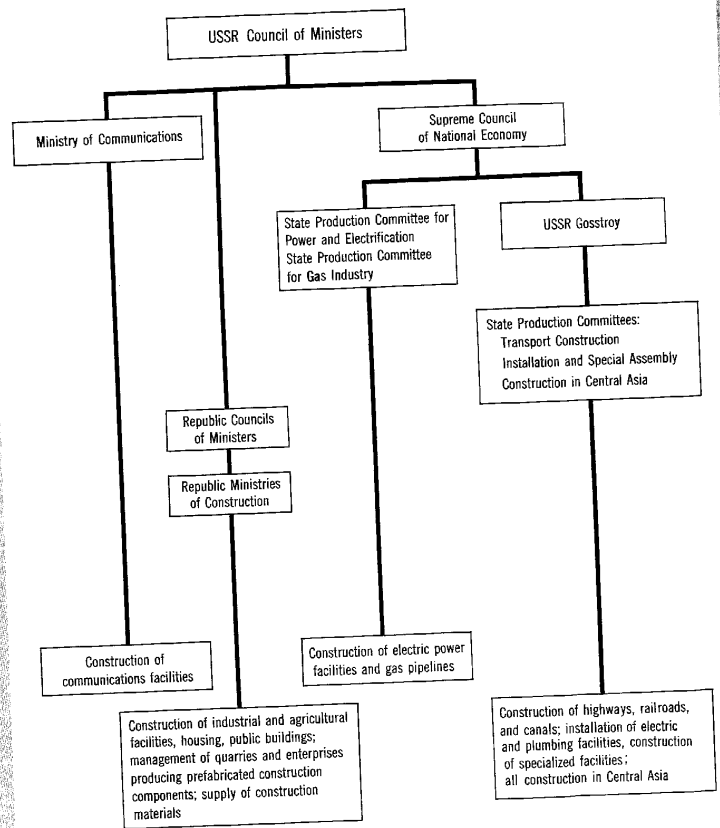 USSR Council of Ministers
Ministry of Communications
Supreme Council
of National Economy
State Production Committee for
Power and Electrification
State Production Committee
for Gas Industry
USSR Gosstroy
State Production Committees:
Transport Construction
Installation and Special Assembly
Construction in Central Asia
Republic Councils
of Ministers
Republic Ministries
of Construction
Construction of
communications facilities
Construction of electric power
facilities and gas pipelines
Construction of industrial and agricultural
facilities, housing, public buildings;
management of quarries and enterprises
producing prefabricated construction
components; supply of construction
materials
Construction of highways, railroads,
and canals; installation of electric
and plumbing facilities, construction
of specialized facilities;
all construction in Central Asia